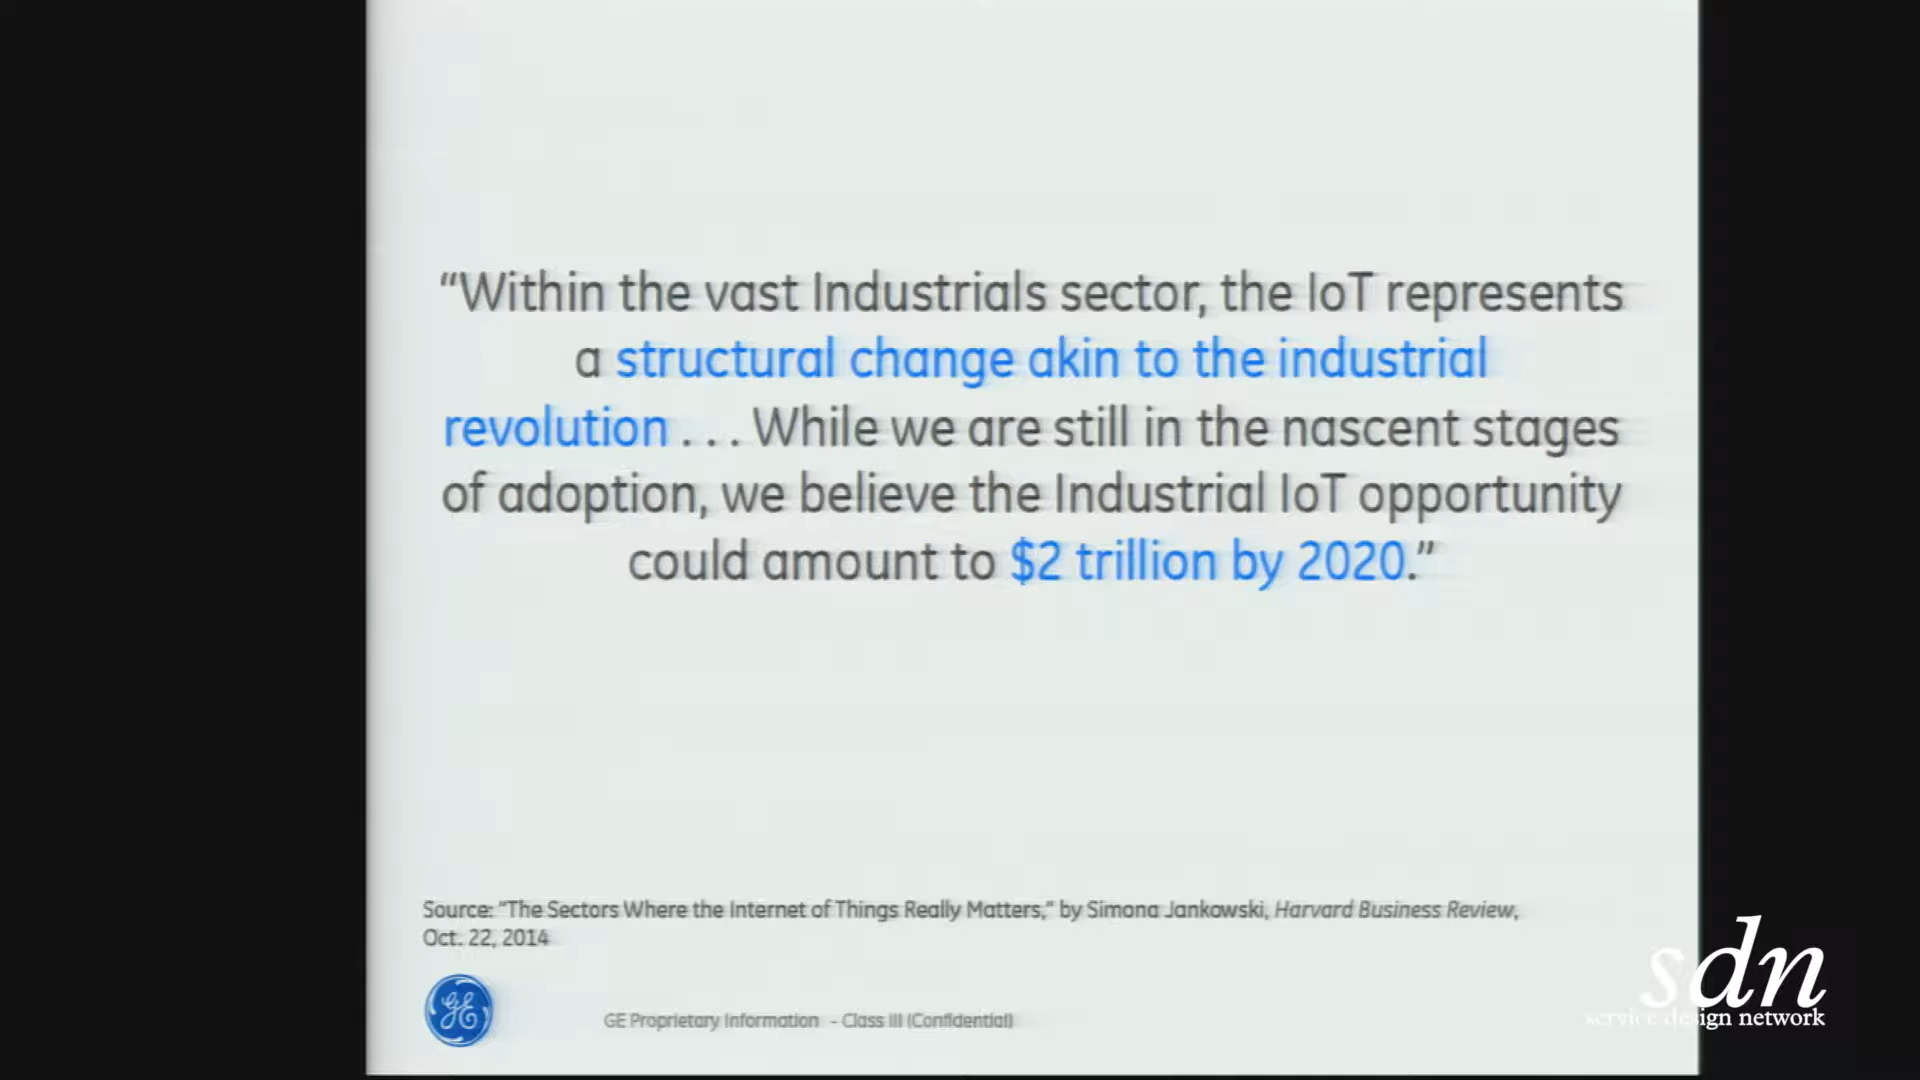 “Within the vast Industrials sector, the IoT represents
a structural change akin to the industrial
revolution . . . While we are still in the nascent stages
of adoption, we believe the Industrial IoT opportunity
could amount to $2 trillion by 2020.”
Source: “The Sectors Where the Internet of Things Really Matters,” by Simona Jankowski, Harvard Business Review,
Oct. 22, 2014
GE
GE Proprietary Information - Class III (Confidential)
sdn
service design network